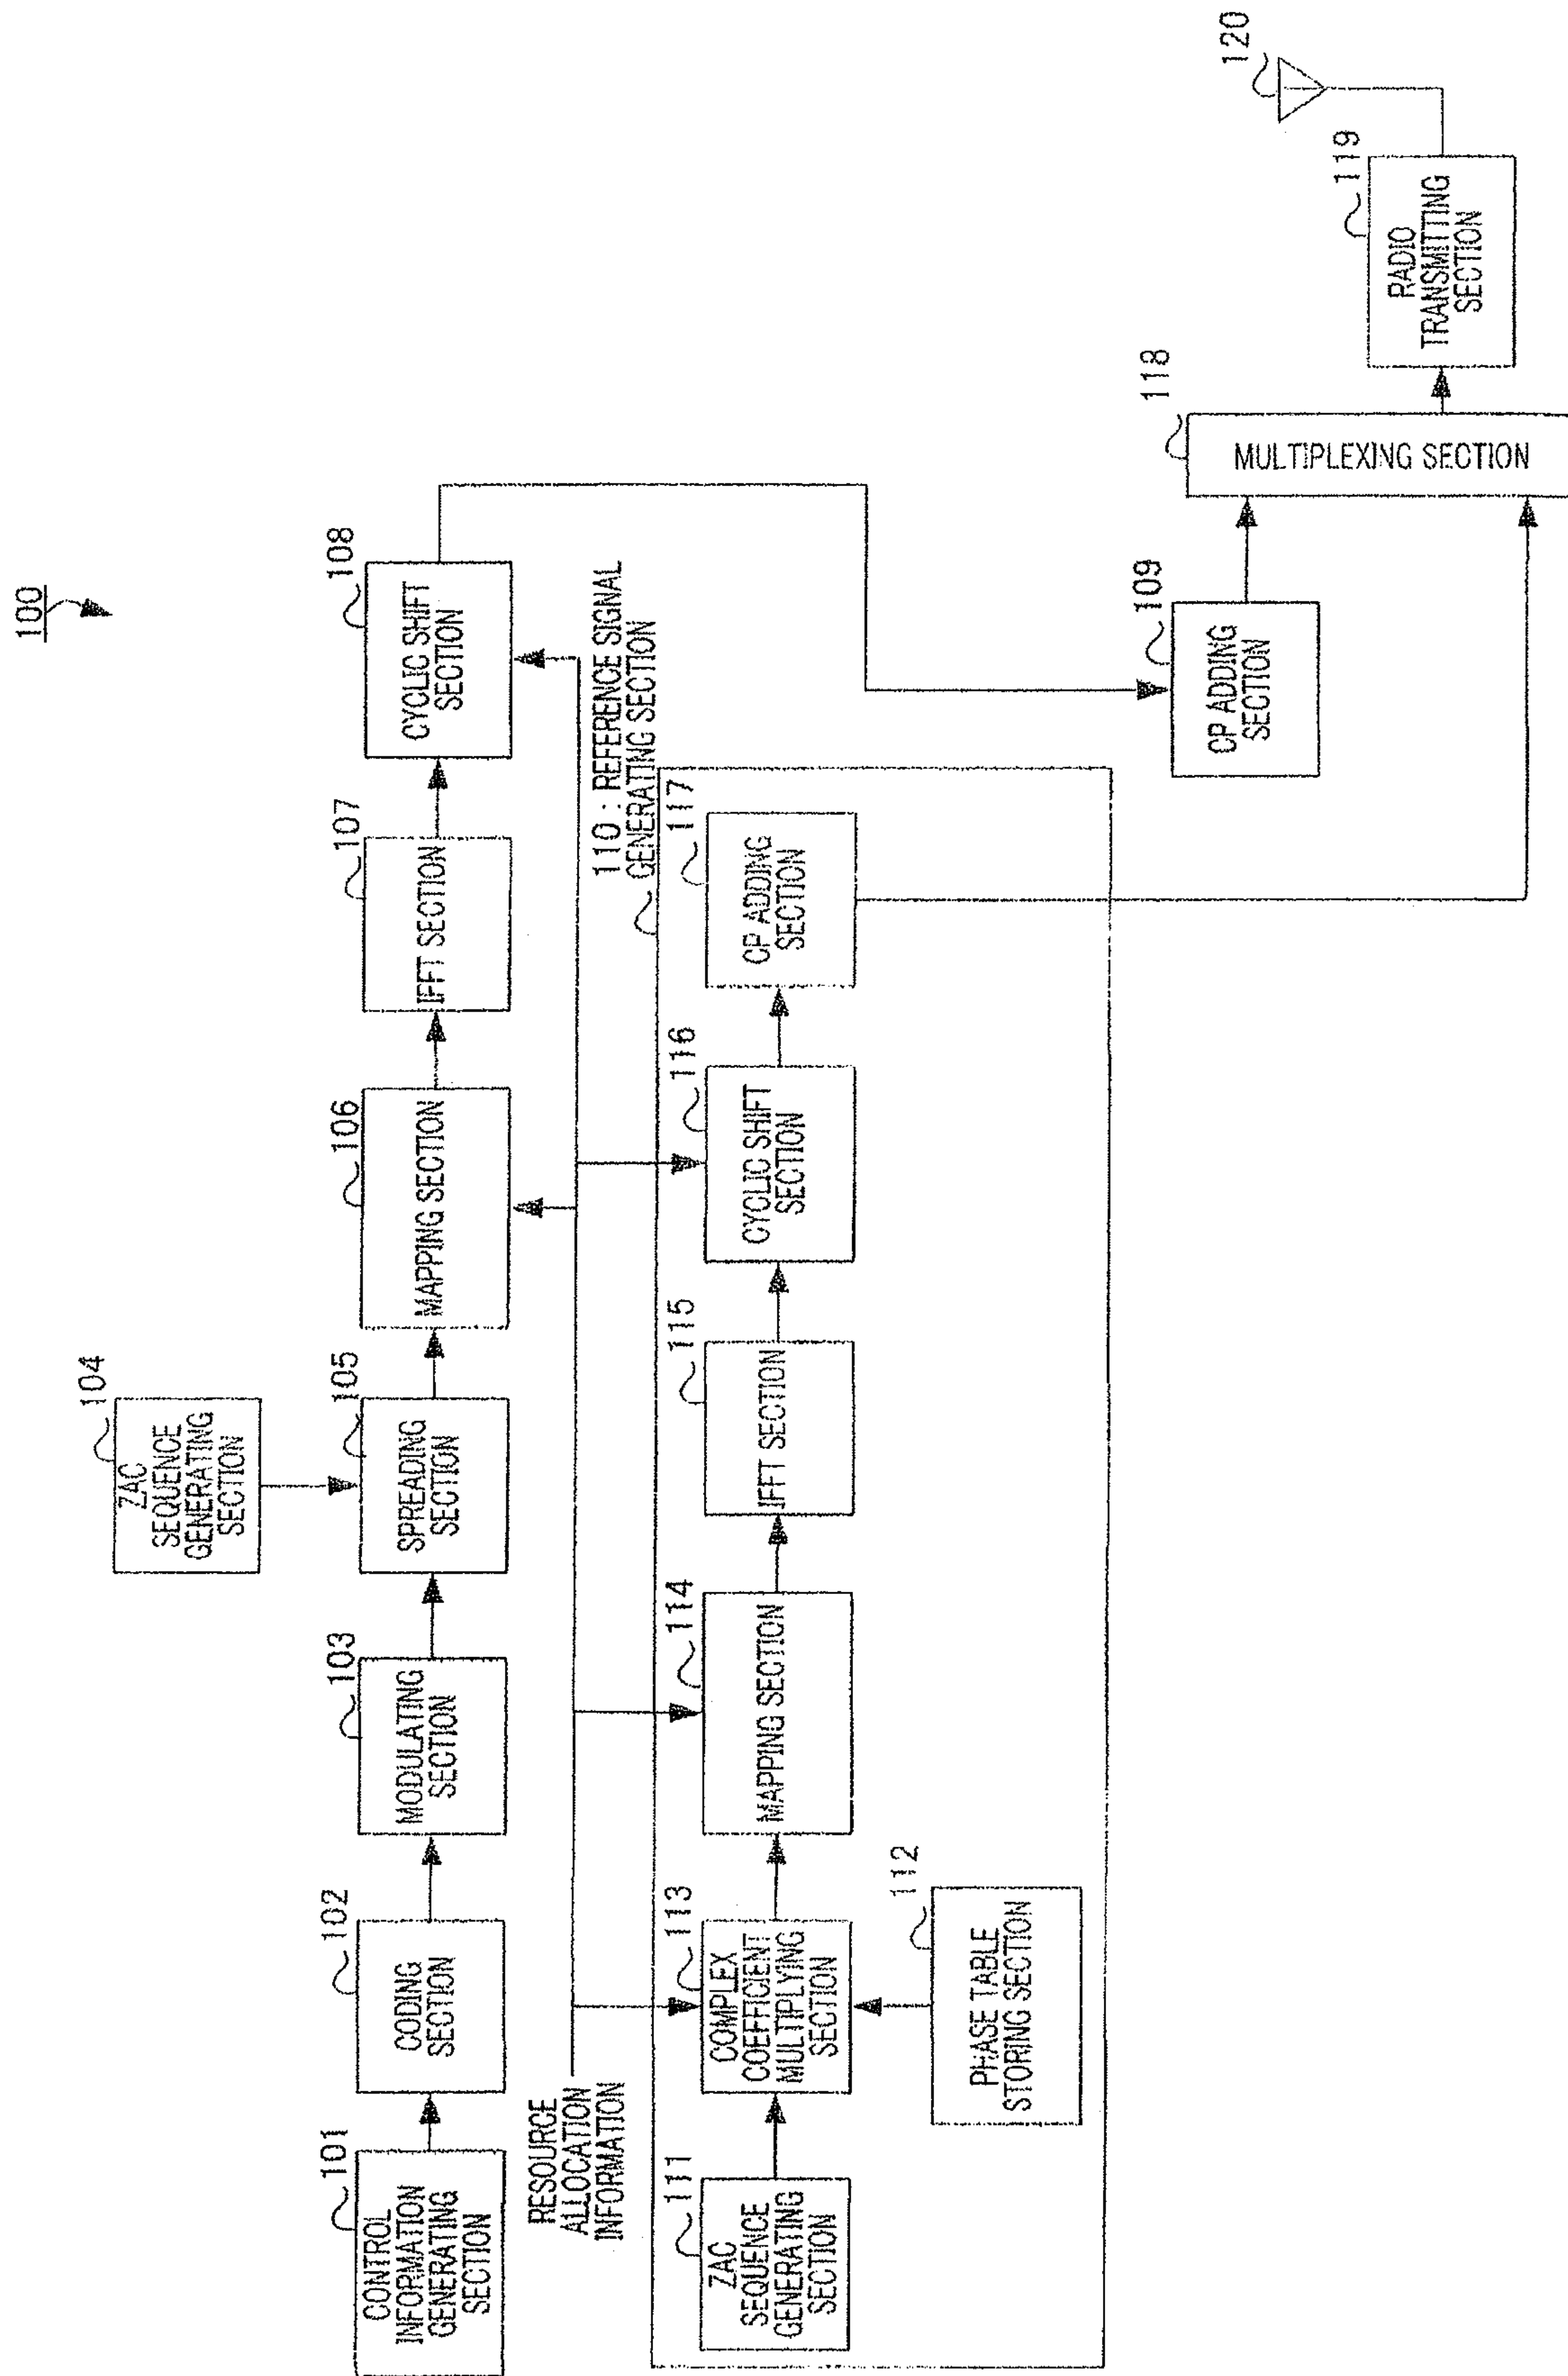 100
101
CONTROL
INFORMATION
GENERATING
SECTION
102
CODING
SECTION
103
MODULATING
SECTION
104
ZAC
SEQUENCE
GENERATING
SECTION
105
SPREADING
SECTION
106
MAPPING SECTION
107
IFFT SECTION
108
CYCLIC SHIFT
SECTION
RESOURCE
ALLOCATION
INFORMATION
110 : REFERENCE SIGNAL
GENERATING SECTION
111
ZAC
SEQUENCE
GENERATING
SECTION
113
COMPLEX
COEFFICIENT
MULTIPLYING
SECTION
112
PHASE TABLE
STORING SECTION
114
MAPPING SECTION
115
IFFT SECTION
116
CYCLIC SHIFT
SECTION
117
CP ADDING
SECTION
109
CP ADDING
SECTION
118
MULTIPLEXING SECTION
119
RADIO
TRANSMITTING
SECTION
120